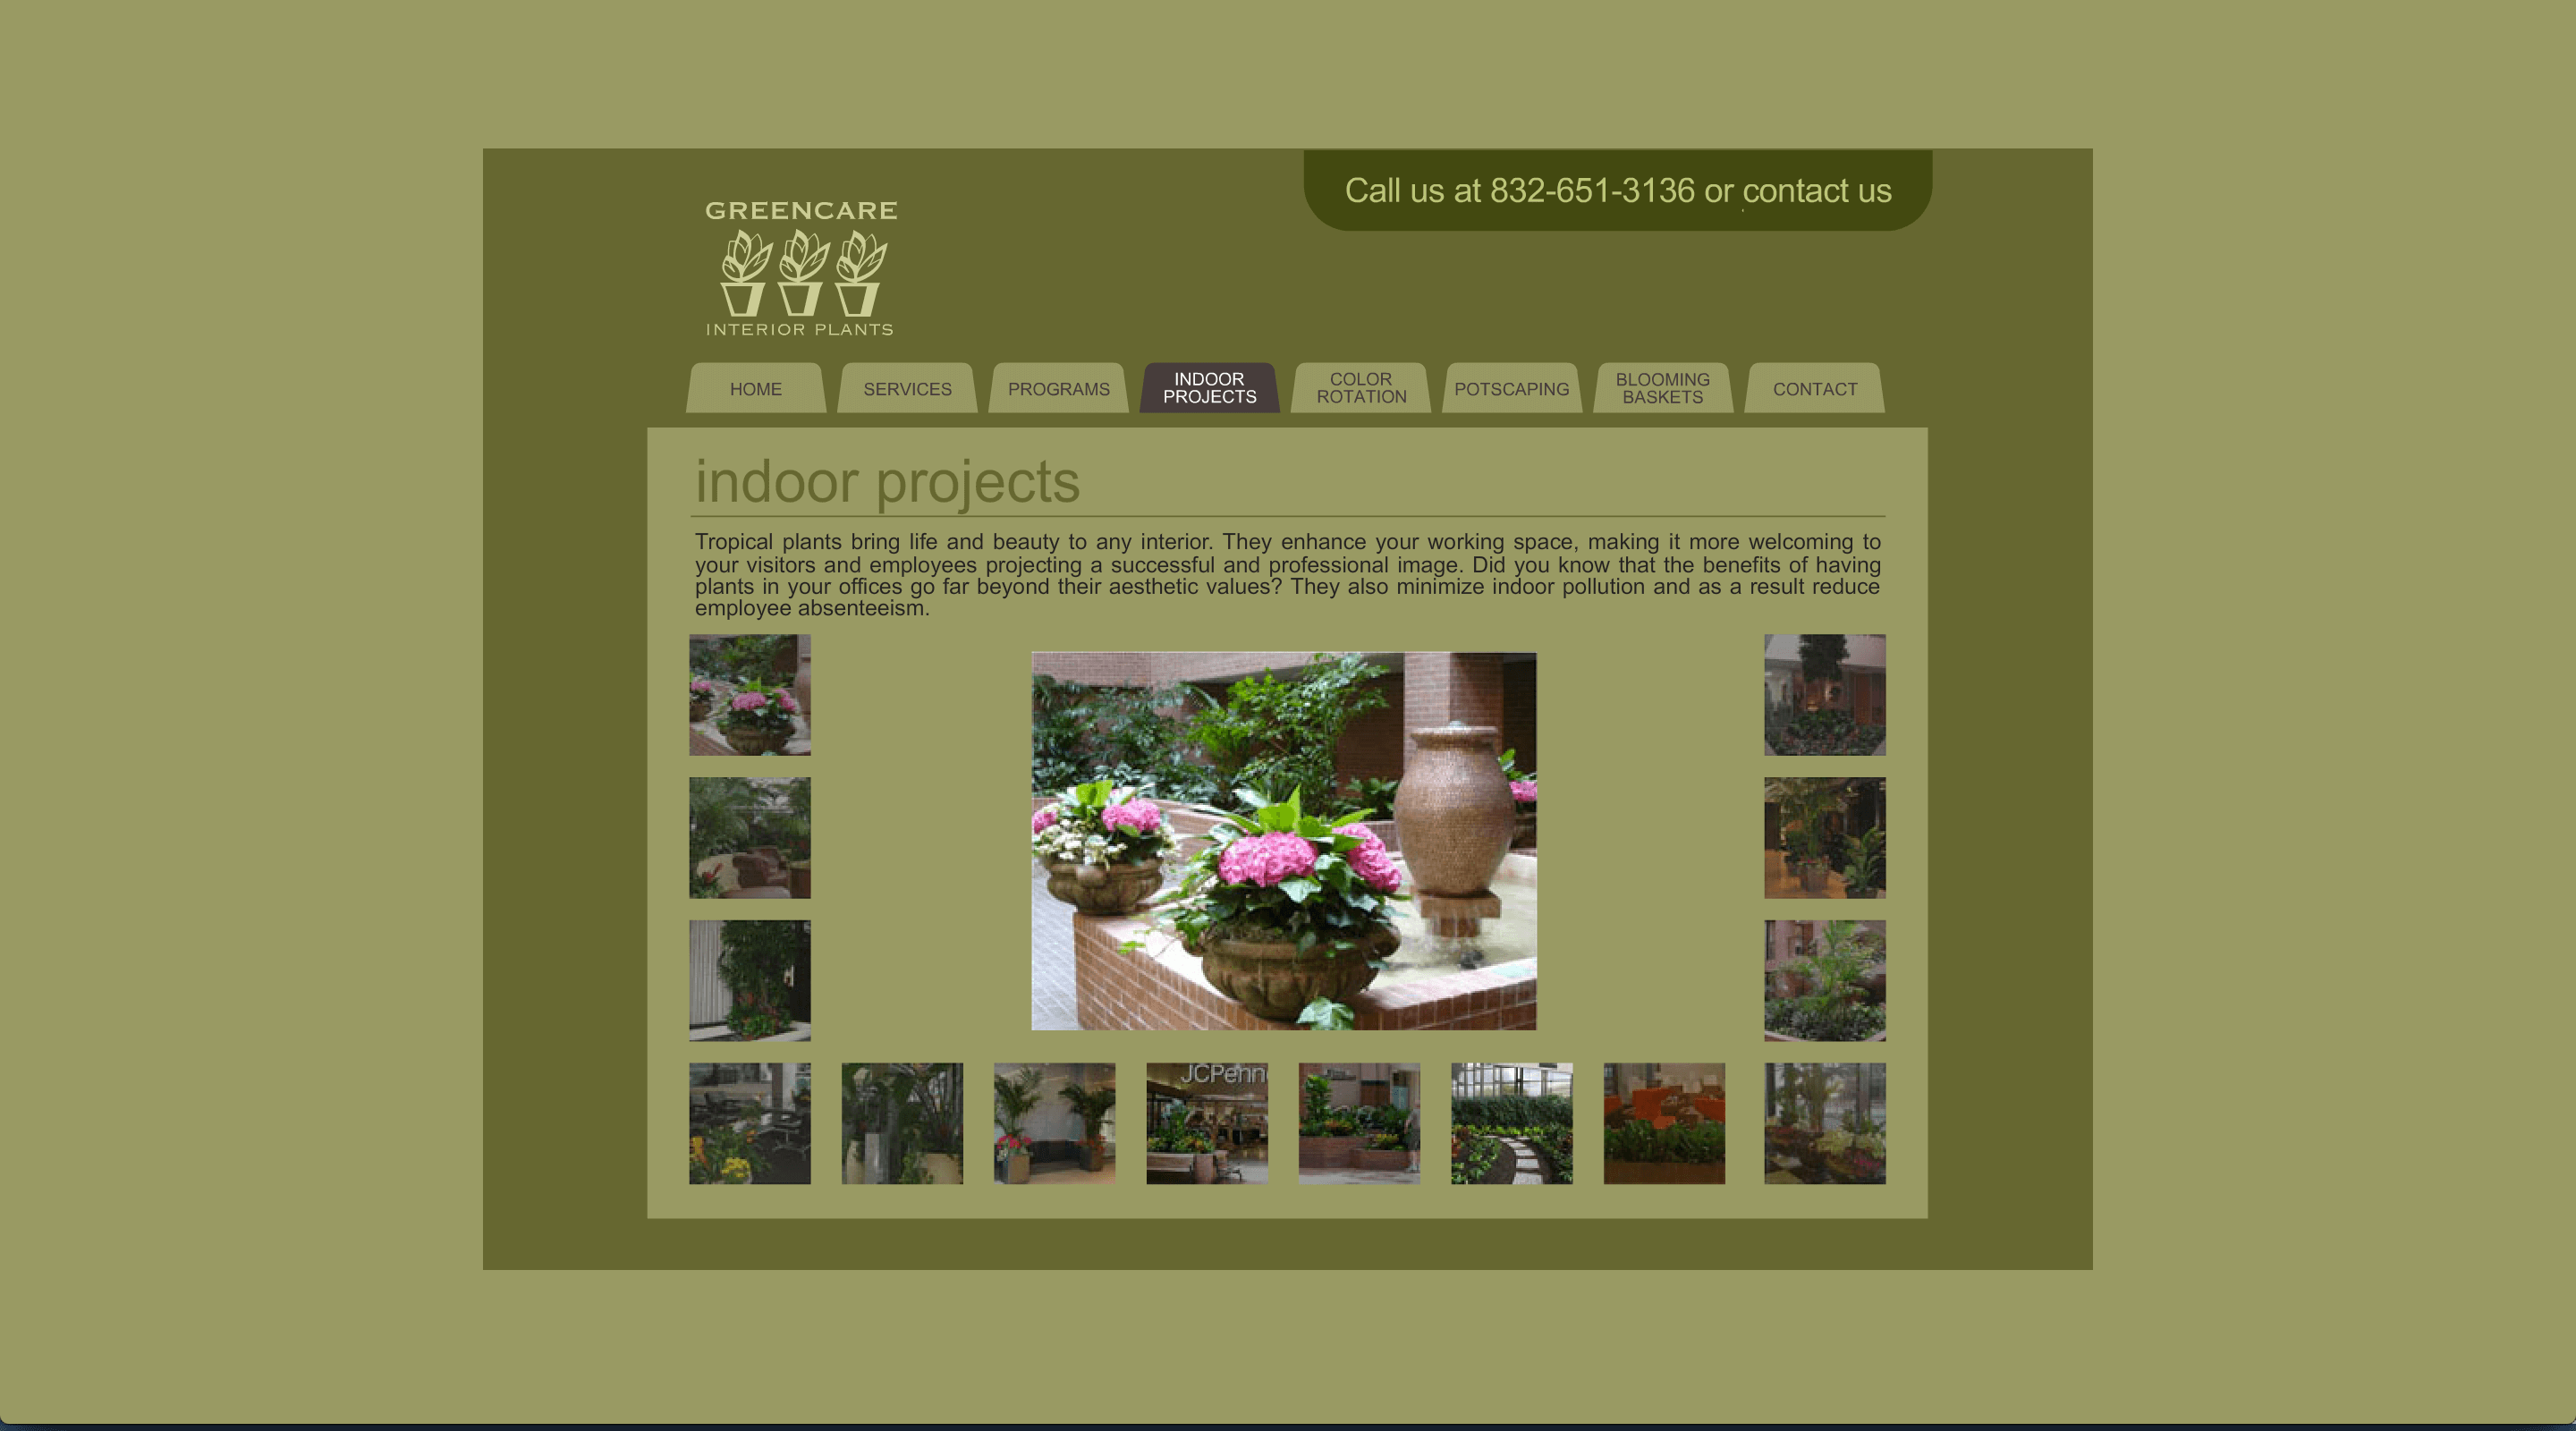 Call us at 832-651-3136 or contact us
GREENCARE
INTERIOR PLANTS
HOME
SERVICES
PROGRAMS
INDOOR
PROJECTS
COLOR
ROTATION
POTSCAPING
BLOOMING
BASKETS
CONTACT
indoor projects
Tropical plants bring life and beauty to any interior. They enhance your working space, making it more welcoming to
your visitors and employees projecting a successful and professional image. Did you know that the benefits of having
plants in your offices go far beyond their aesthetic values? They also minimize indoor pollution and as a result reduce
employee absenteeism.
JCPenn